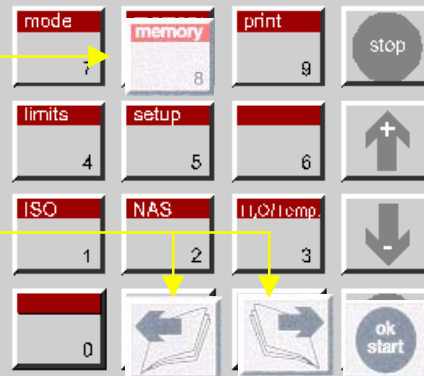 mode
7
memory
8
print
9
stop
limits
4
setup
5
6
+
ISO
1
NAS
2
H₂O/Temp.
3
-
0
ok
start